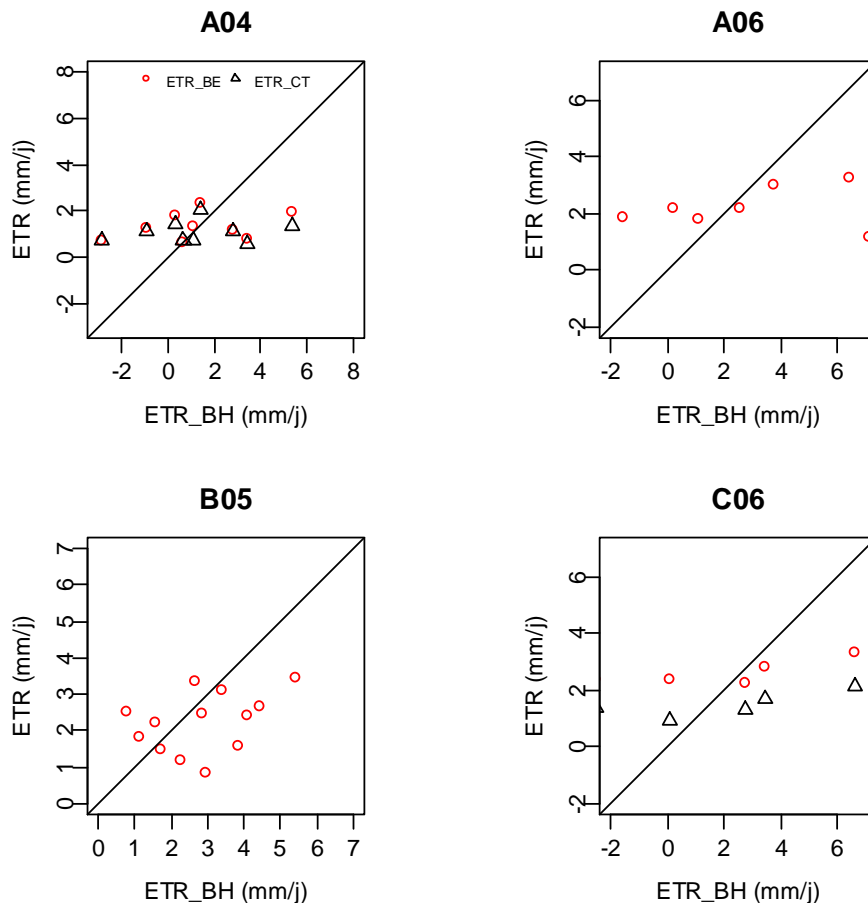 A04
ETR_BE ETR_CT
ETR (mm/j)
-2 0 2 4 6 8
-2 0 2 4 6 8
ETR_BH (mm/j)
A06
ETR (mm/j)
-2 0 2 4 6
-2 0 2 4 6
ETR_BH (mm/j)
B05
ETR (mm/j)
0 1 2 3 4 5 6 7
0 1 2 3 4 5 6 7
ETR_BH (mm/j)
C06
ETR (mm/j)
-2 0 2 4 6
-2 0 2 4 6
ETR_BH (mm/j)